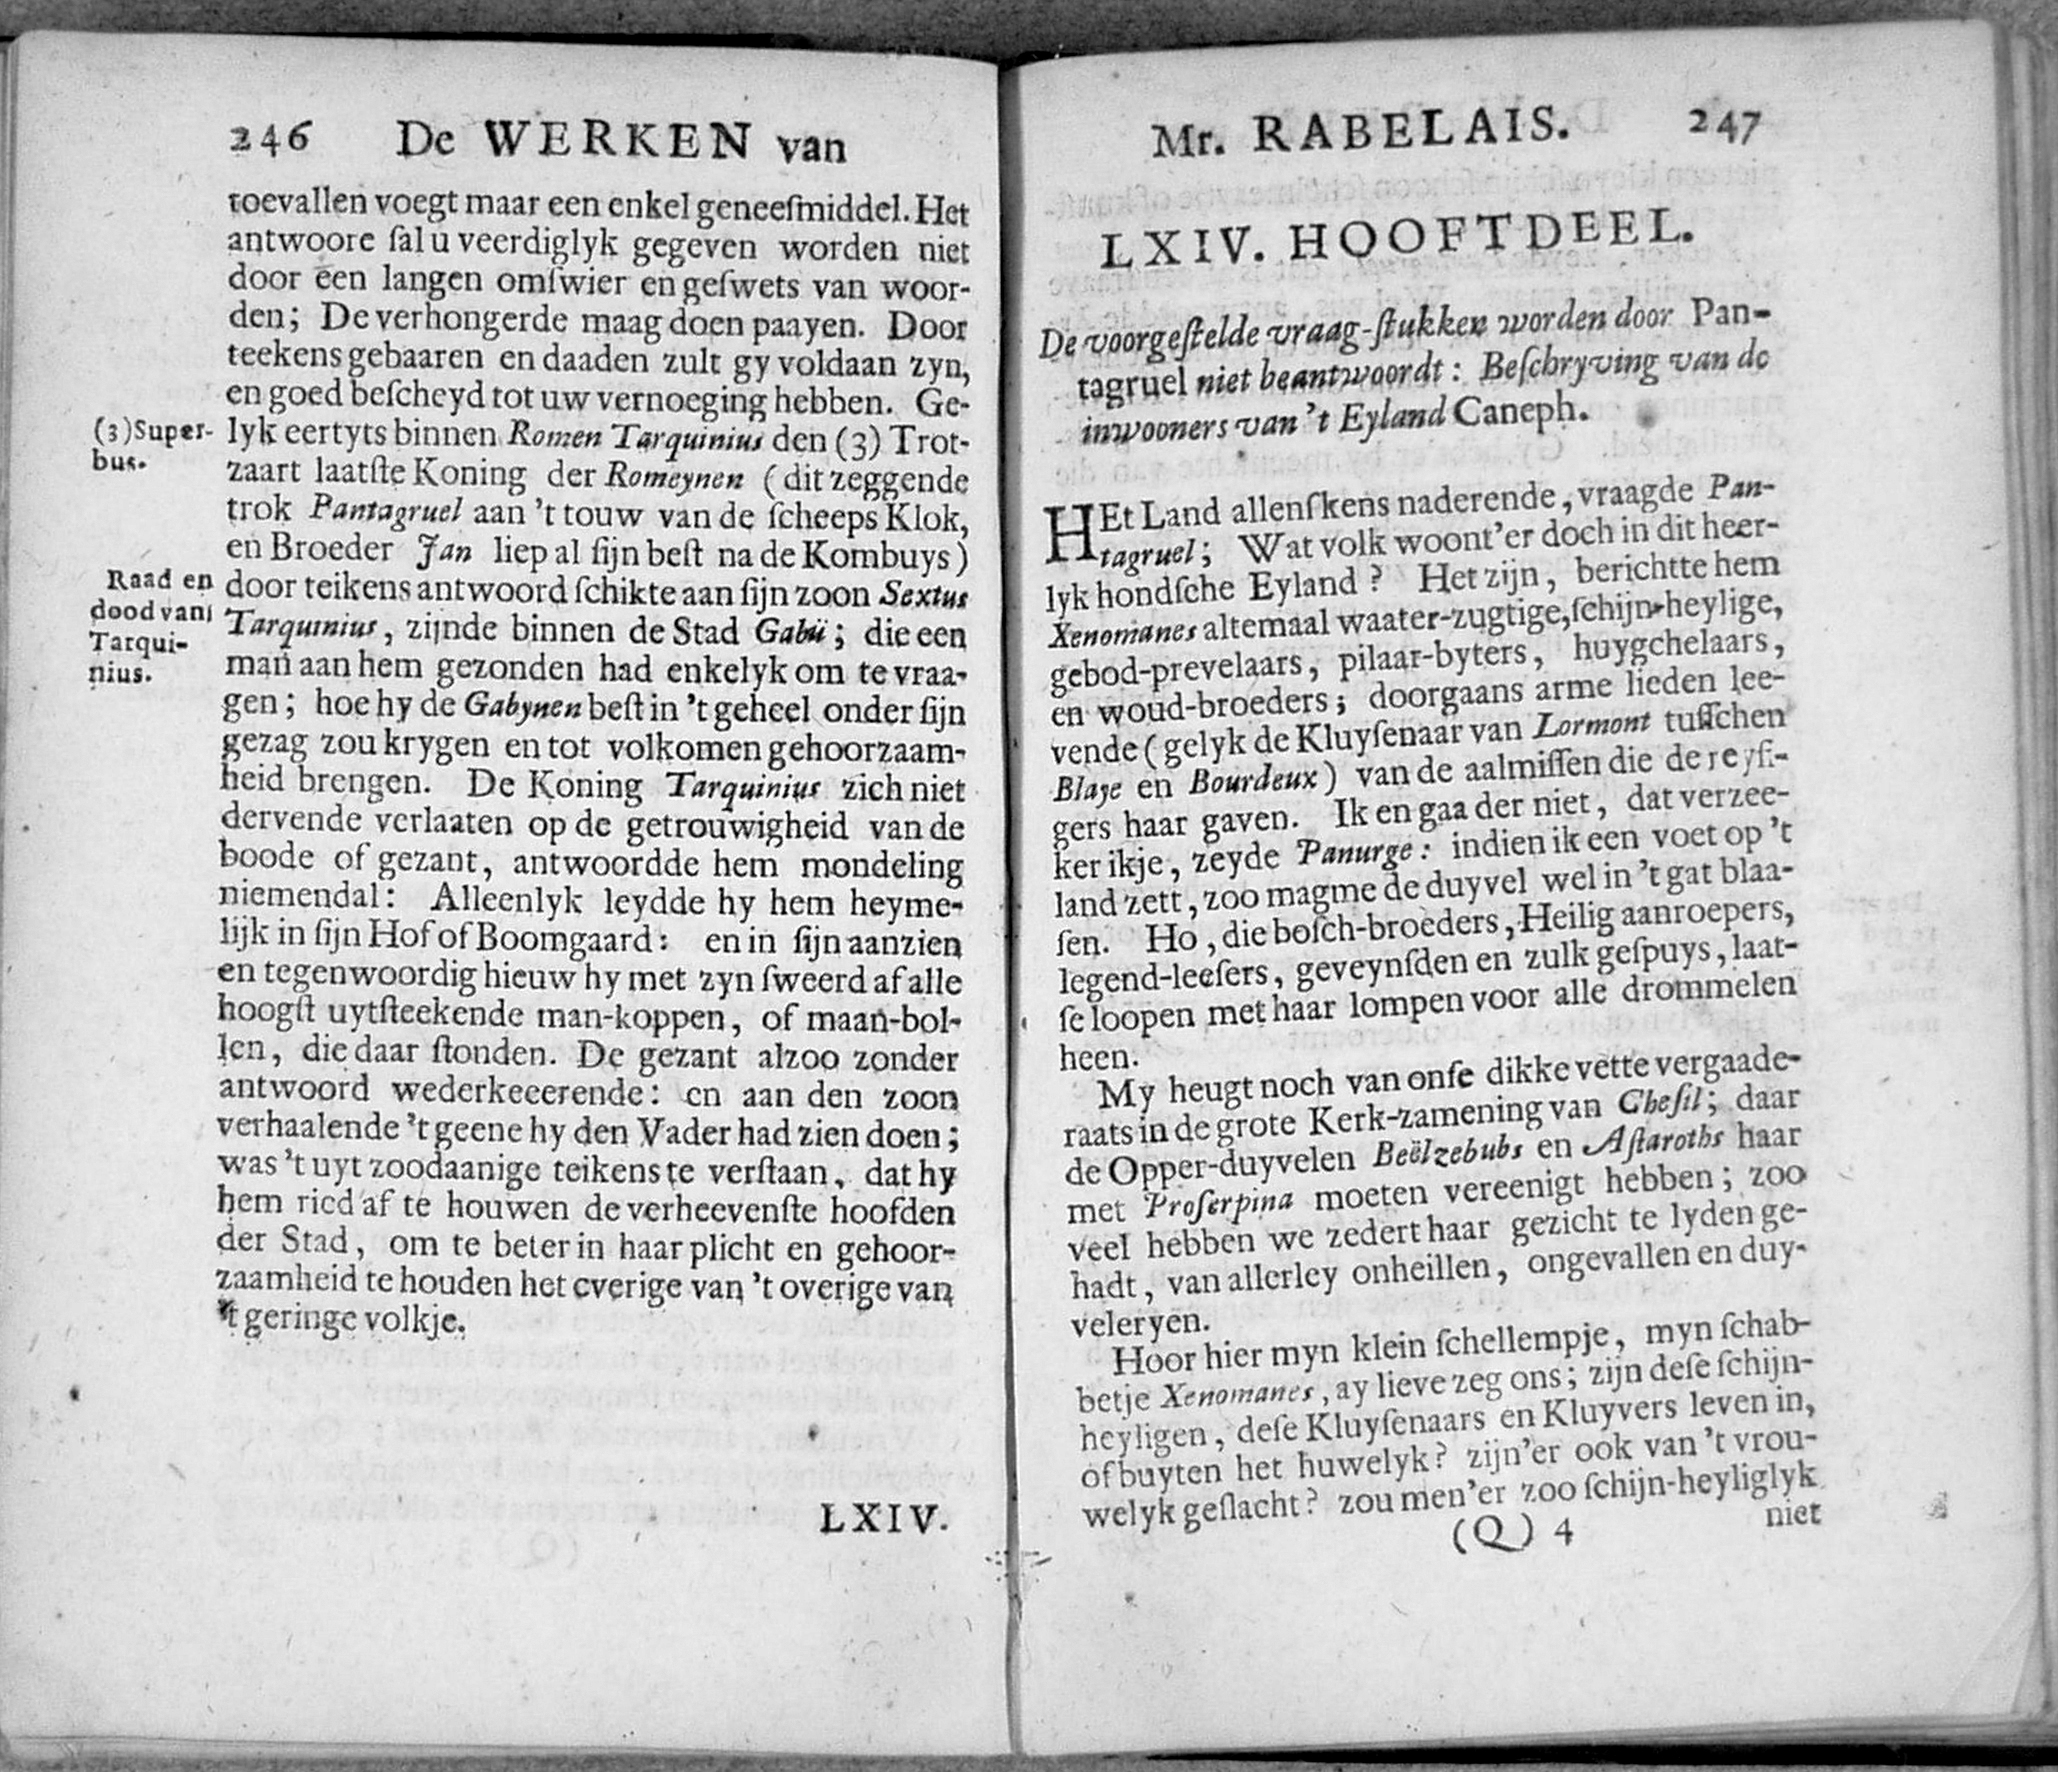 246 De WERKEN van
toevallen voegt maar een enkel geneeſmiddel. Het
antwoore ſal u veerdiglyk gegeven worden niet
door een langen omſwier en geſwets van woor-
den; De verhongerde maag doen paayen. Door
teekens gebaaren en daaden zult gy voldaan zyn,
en goed beſcheyd tot uw vernoeging hebben. Ge-
(3) Super-
bus.
lyk eertyts binnen Romen Tarquinius den (3) Trot-
zaart laatſte Koning der Romeynen (dit zeggende
trok Pantagruel aan 't touw van de ſcheeps Klok,
en Broeder Jan liep al ſijn beſt na de Kombuys)
Raad en
dood van
Tarqui-
nius.
door teikens antwoord ſchikte aan ſijn zoon Sextus
Tarquinius, zijnde binnen de Stad Gabii; die een
man aan hem gezonden had enkelyk om te vraa-
gen; hoe hy de Gabynen beſt in 't geheel onder ſijn
gezag zou krygen en tot volkomen gehoorzaam-
heid brengen. De Koning Tarquinius zich niet
dervende verlaaten op de getrouwigheid van de
boode of gezant, antwoordde hem mondeling
niemendal: Alleenlyk leydde hy hem heyme-
lijk in ſijn Hof of Boomgaard: en in ſijn aanzien
en tegenwoordig hieuw hy met zyn ſweerd af alle
hoogſt uytſteekende man-koppen, of maan-bol-
len, die daar ſtonden. De gezant alzoo zonder
antwoord wederkeeerende: en aan den zoon
verhaalende 't geene hy den Vader had zien doen;
was 't uyt zoodaanige teikens te verſtaan, dat hy
hem ried af te houwen de verheevenſte hoofden
der Stad, om te beter in haar plicht en gehoor-
zaamheid te houden het cverige van 't overige van
't geringe volkje.
LXIV.
Mr. RABELAIS. 247
LXIV. HOOFTDEEL.
De voorgeſtelde vraag-ſtukken worden door Pan-
tagruel niet beantwoordt: Beſchryving van de
inwooners van 't Eyland Caneph.
HEt Land allenſkens naderende, vraagde Pan-
tagruel; Wat volk woont'er doch in dit heer-
lyk hondſche Eyland? Het zijn, berichtte hem
Xenomanes altemaal waater-zugtige, ſchijn-heylige,
gebod-prevelaars, pilaar-byters, huygchelaars,
en woud-broeders; doorgaans arme lieden lee-
vende (gelyk de Kluyſenaar van Lormont tuſſchen
Blaye en Bourdeux) van de aalmiſſen die de reyſi-
gers haar gaven. Ik en gaa der niet, dat verzee-
ker ik je, zeyde Panurge: indien ik een voet op 't
land zett, zoo mag me de duyvel wel in 't gat blaa-
ſen. Ho, die boſch-broeders, Heilig aanroepers,
legend-leeſers, geveynſden en zulk geſpuys, laat-
ſe loopen met haar lompen voor alle drommelen
heen.
My heugt noch van onſe dikke vette vergaade-
raats in de grote Kerk-zamening van Cheſil; daar
de Opper-duyvelen Beëlzebubs en Aſtaroths haar
met Proſerpina moeten vereenigt hebben; zoo
veel hebben we zedert haar gezicht te lyden ge-
hadt, van allerley onheillen, ongevallen en duy-
veleryen.
Hoor hier myn klein ſchellempje, myn ſchab-
betje Xenomanes, ay lieve zeg ons; zijn deſe ſchijn-
heyligen, deſe Kluyſenaars en Kluyvers leven in,
of buyten het huwelyk? zijn'er ook van 't vrou-
welyk geſlacht? zou men'er zoo ſchijn-heyliglyk
(Q) 4 niet